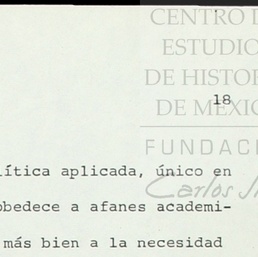 CENTRO D
ESTUDIO
DE HISTOR
DE MÉXIC
18
FUNDACI
Carlos Sl
lítica aplicada, único en
obedece a afanes academi-
más bien a la necesidad